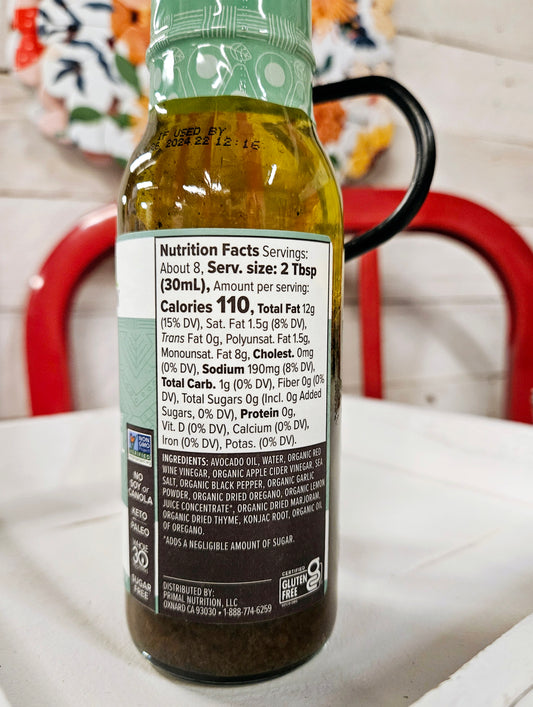 IF USED BY
2024 22 12:1
Nutrition Facts Servings:
About 8, Serv. size: 2 Tbsp
(30mL), Amount per serving:
Calories 110, Total Fat 12g
(15% DV), Sat. Fat 1.5g (8% DV),
Trans Fat 0g, Polyunsat. Fat 1.5g,
Monounsat. Fat 8g, Cholest. 0mg
(0% DV), Sodium 190mg (8% DV),
Total Carb. 1g (0% DV), Fiber 0g (0%
DV), Total Sugars 0g (Incl. 0g Added
Sugars, 0% DV), Protein 0g,
Vit. D (0% DV), Calcium (0% DV),
Iron (0% DV), Potas. (0% DV).
INGREDIENTS: AVOCADO OIL, WATER, ORGANIC RED
WINE VINEGAR, ORGANIC APPLE CIDER VINEGAR, SEA
SALT, ORGANIC BLACK PEPPER, ORGANIC GARLIC
POWDER, ORGANIC DRIED OREGANO, ORGANIC LEMON
JUICE CONCENTRATE*, ORGANIC DRIED MARJORAM,
ORGANIC DRIED THYME, KONJAC ROOT, ORGANIC OIL
OF OREGANO.
*ADDS A NEGLIGIBLE AMOUNT OF SUGAR.
DISTRIBUTED BY:
PRIMAL NUTRITION, LLC
OXNARD CA 93030 • 1-888-774-6259
CERTIFIED
GLUTEN
FREE
NON
GMO
NO
SOY or
CANOLA
KETO
PALEO
WHOLE
30
SUGAR
FREE